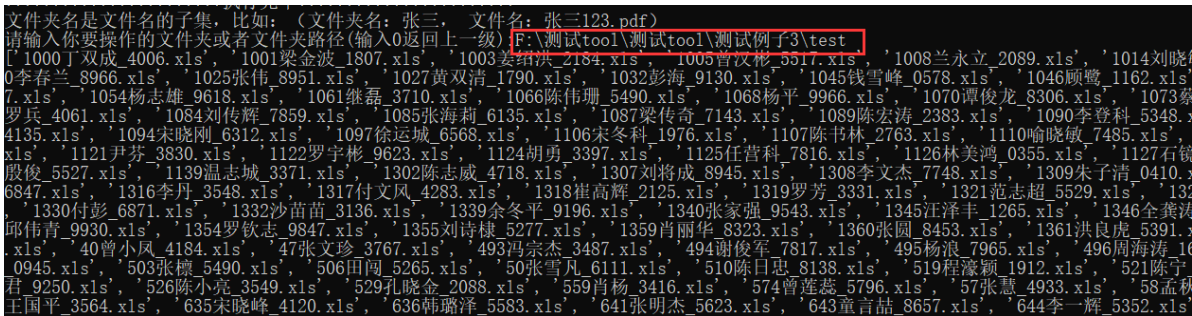 文件夹名是文件名的子集，比如：（文件夹名：张三， 文件名：张三123.pdf）
请输入你要操作的文件夹或者文件夹路径(输入0返回上一级):F:\测试tool\测试tool\测试例子3\test
['1000丁双成_4006.xls', '1001梁金波_1807.xls', '1003姜绍洪_2184.xls', '1005曾汉彬_5517.xls', '1008兰永立_2089.xls', '1014刘晓
0李春兰_8966.xls', '1025张伟_8951.xls', '1027黄双清_1790.xls', '1032彭海_9130.xls', '1045钱雪峰_0578.xls', '1046顾鹭_1162.xls'
7.xls', '1054杨志雄_9618.xls', '1061继磊_3710.xls', '1066陈伟珊_5490.xls', '1068杨平_9966.xls', '1070谭俊龙_8306.xls', '1073
罗兵_4061.xls', '1084刘传辉_7859.xls', '1085张海莉_6135.xls', '1087梁传奇_7143.xls', '1089陈宏涛_2383.xls', '1090李登科_5348.x
4135.xls', '1094宋晓刚_6312.xls', '1097徐运城_6568.xls', '1106宋冬科_1976.xls', '1107陈书林_2763.xls', '1110喻晓敏_7485.xls',
xls', '1121尹芬_3830.xls', '1122罗宇彬_9623.xls', '1124胡勇_3397.xls', '1125任营科_7816.xls', '1126林美鸿_0355.xls', '1127石镜
殷俊_5527.xls', '1139温志城_3371.xls', '1302陈志威_4718.xls', '1307刘将成_8945.xls', '1308李文杰_7748.xls', '1309朱子清_0410.x
6847.xls', '1316李丹_3548.xls', '1317付文风_4283.xls', '1318崔高辉_2125.xls', '1319罗芳_3331.xls', '1321范志超_5529.xls', '132
, '1330付彭_6871.xls', '1332沙苗苗_3136.xls', '1339余冬平_9196.xls', '1340张家强_9543.xls', '1345汪泽丰_1265.xls', '1346全龚涛
邱伟青_9930.xls', '1354罗钦志_9847.xls', '1355刘诗棣_5277.xls', '1359肖丽华_8323.xls', '1360张圆_8453.xls', '1361洪良虎_5391.x
.xls', '40曾小凤_4184.xls', '47张文珍_3767.xls', '493冯宗杰_3487.xls', '494谢俊军_7817.xls', '495杨浪_7965.xls', '496周海涛_16
_0945.xls', '503张檩_5490.xls', '506田闯_5265.xls', '50张雪凡_6111.xls', '510陈日忠_8138.xls', '519程濠颖_1912.xls', '521陈宁
君_9250.xls', '526陈小亮_3549.xls', '529孔晓金_2088.xls', '559肖杨_3416.xls', '574曾莲蕊_5796.xls', '57张慧_4933.xls', '58孟秋
王国平_3564.xls', '635宋晓峰_4120.xls', '636韩璐泽_5583.xls', '641张明杰_5623.xls', '643童言喆_8657.xls', '644李一辉_5352.xls'